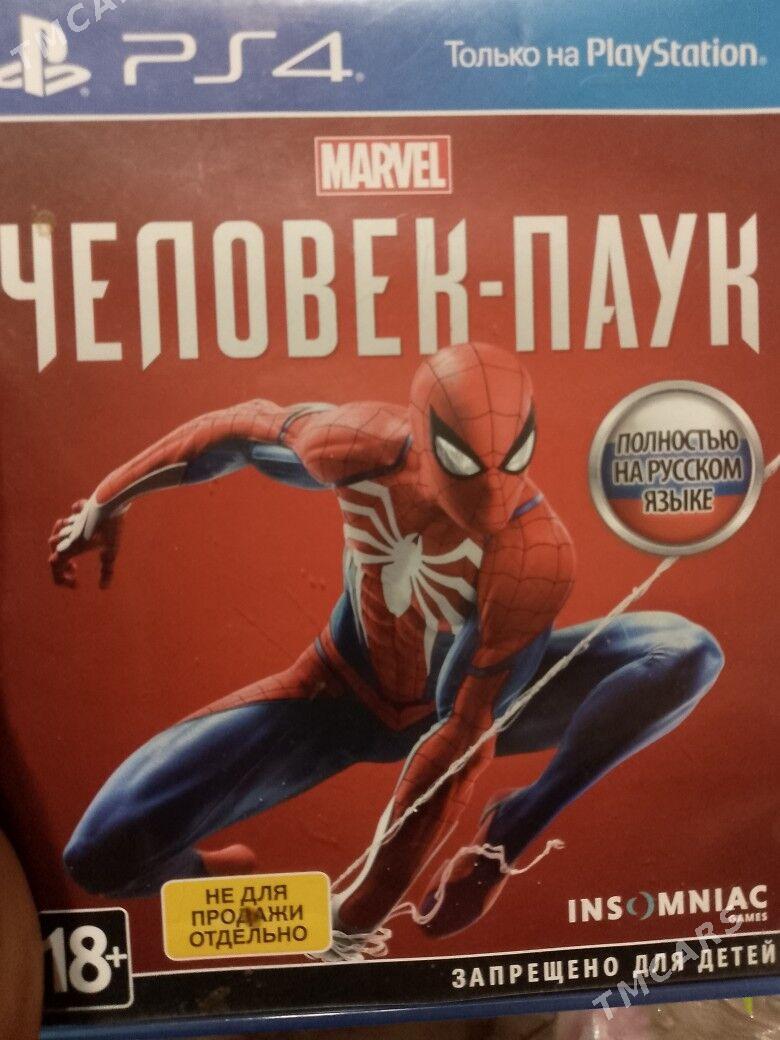 PS4
Только на PlayStation
MARVEL
ЧЕЛОВЕК-ПАУК
ПОЛНОСТЬЮ
НА РУССКОМ
ЯЗЫКЕ
НЕ ДЛЯ
ПРОДАЖИ
ОТДЕЛЬНО
INSOMNIAC
GAMES
18+
ЗАПРЕЩЕНО ДЛЯ ДЕТЕЙ
TMCARS
TMCARS